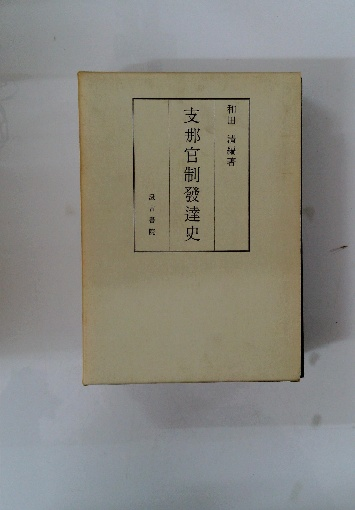 和田 清編著
支那官制發達史
汲古書院